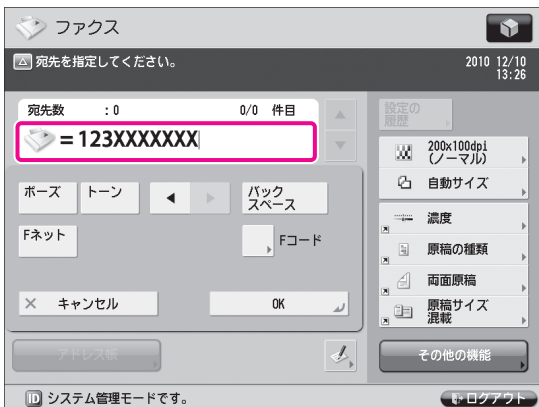 ファクス
宛先を指定してください。
2010 12/10
13:26
宛先数 :0 0/0 件目
=123XXXXXXX
ポーズ
トーン
バック
スペース
Fネット
Fコード
× キャンセル
OK
アドレス帳
設定の
履歴
200x100dpi
(ノーマル)
自動サイズ
濃度
原稿の種類
両面原稿
原稿サイズ
混載
その他の機能
ID システム管理モードです。
ログアウト